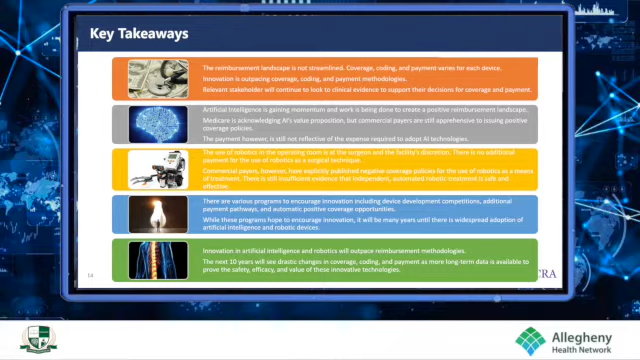 Key Takeaways
The reimbursement landscape is not streamlined. Coverage, coding, and payment varies for each device.
Innovation is outpacing coverage, coding, and payment methodologies.
Relevant stakeholder will continue to look to clinical evidence to support their decisions for coverage and payment.
Artificial Intelligence is gaining momentum and work is being done to create a positive reimbursement landscape.
Medicare is acknowledging AI's value proposition, but commercial payers are still apprehensive to issuing positive
coverage policies.
The payment however, is still not reflective of the expense required to adopt AI technologies.
The use of robotics in the operating room is at the surgeon and the facility's discretion. There is no additional
payment for the use of robotics as a surgical technique.
Commercial payers, however, have explicitly published negative coverage policies for the use of robotics as a means
of treatment. There is still insufficient evidence that independent, automated robotic treatment is safe and
effective.
There are various programs to encourage innovation including device development competitions, additional
payment pathways, and automatic positive coverage opportunities.
While these programs hope to encourage innovation, it will be many years until there is widespread adoption of
artificial intelligence and robotic devices.
Innovation in artificial intelligence and robotics will outpace reimbursement methodologies.
The next 10 years will see drastic changes in coverage, coding, and payment as more long-term data is available to
prove the safety, efficacy, and value of these innovative technologies.
CRA
Allegheny
Health Network